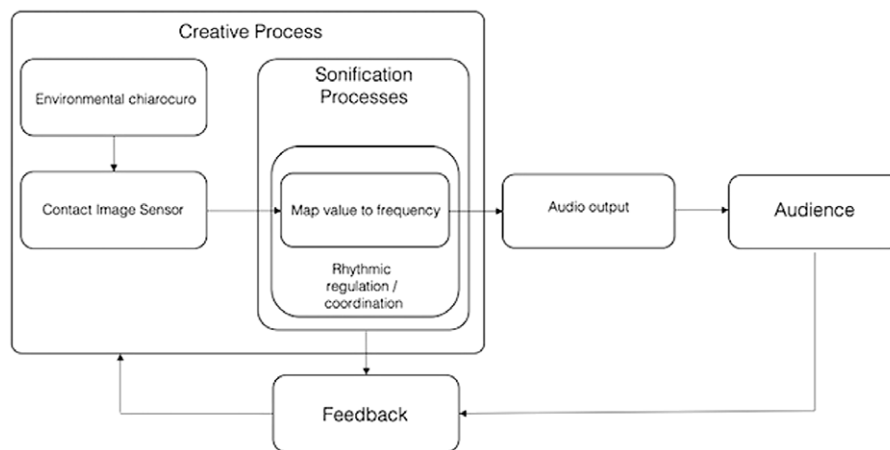 Creative Process
Sonification
Processes
Environmental chiarocuro
Contact Image Sensor
Map value to frequency
Audio output
Audience
Rhythmic
regulation /
coordination
Feedback